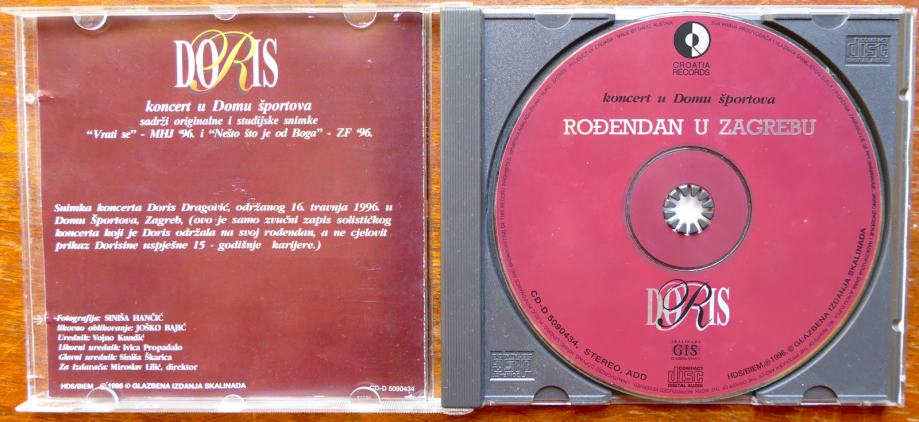 DORIS
koncert u Domu športova
sadrži originalne i studijske snimke
"Vrati se" - MHJ '96. i "Nešto što je od Boga" - ZF '96.
Snimka koncerta Doris Dragović, održanog 16. travnja 1996. u
Domu Športova, Zagreb, (ovo je samo zvučni zapis solističkog
koncerta koji je Doris održala na svoj rođendan, a ne cjelovit
prikaz Dorisine uspješne 15 - godišnje karijere.)
Fotografija: SINIŠA HANČIĆ
likovno oblikovanje: JOŠKO BAJIĆ
Urednik: Vojno Kundić
Likovni urednik: Ivica Propadalo
Glavni urednik: Siniša Škarica
Za izdavača: Miroslav Lilić, direktor
HDS/BIEM ℗ 1996 © GLAZBENA IZDANJA SKALINADA
CD-D 5090434
CROATIA
RECORDS
koncert u Domu športova
ROĐENDAN U ZAGREBU
DORIS
SKALINADA
GIS
CD-D 5090434, STEREO, ADD
COMPACT
disc
DIGITAL AUDIO
HDS/BIEM, ℗ 1996 © GLAZBENA IZDANJA SKALINADA
COMPACT
disc